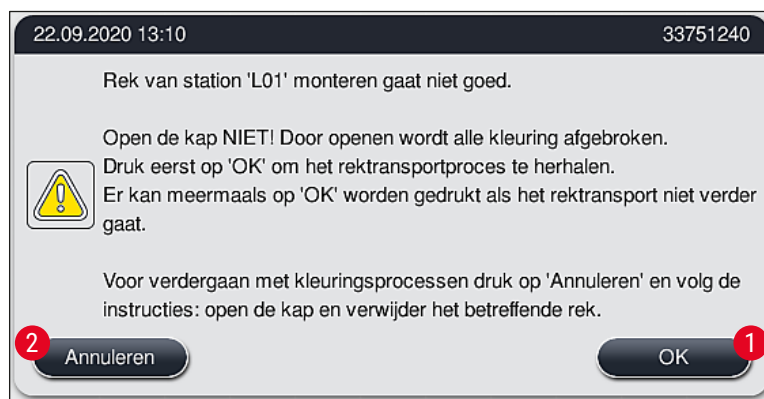 22.09.2020 13:10 33751240
Rek van station 'L01' monteren gaat niet goed.
Open de kap NIET! Door openen wordt alle kleuring afgebroken.
Druk eerst op 'OK' om het rektransportproces te herhalen.
Er kan meermaals op 'OK' worden gedrukt als het rektransport niet verder
gaat.
Voor verdergaan met kleuringsprocessen druk op 'Annuleren' en volg de
instructies: open de kap en verwijder het betreffende rek.
2 Annuleren OK 1